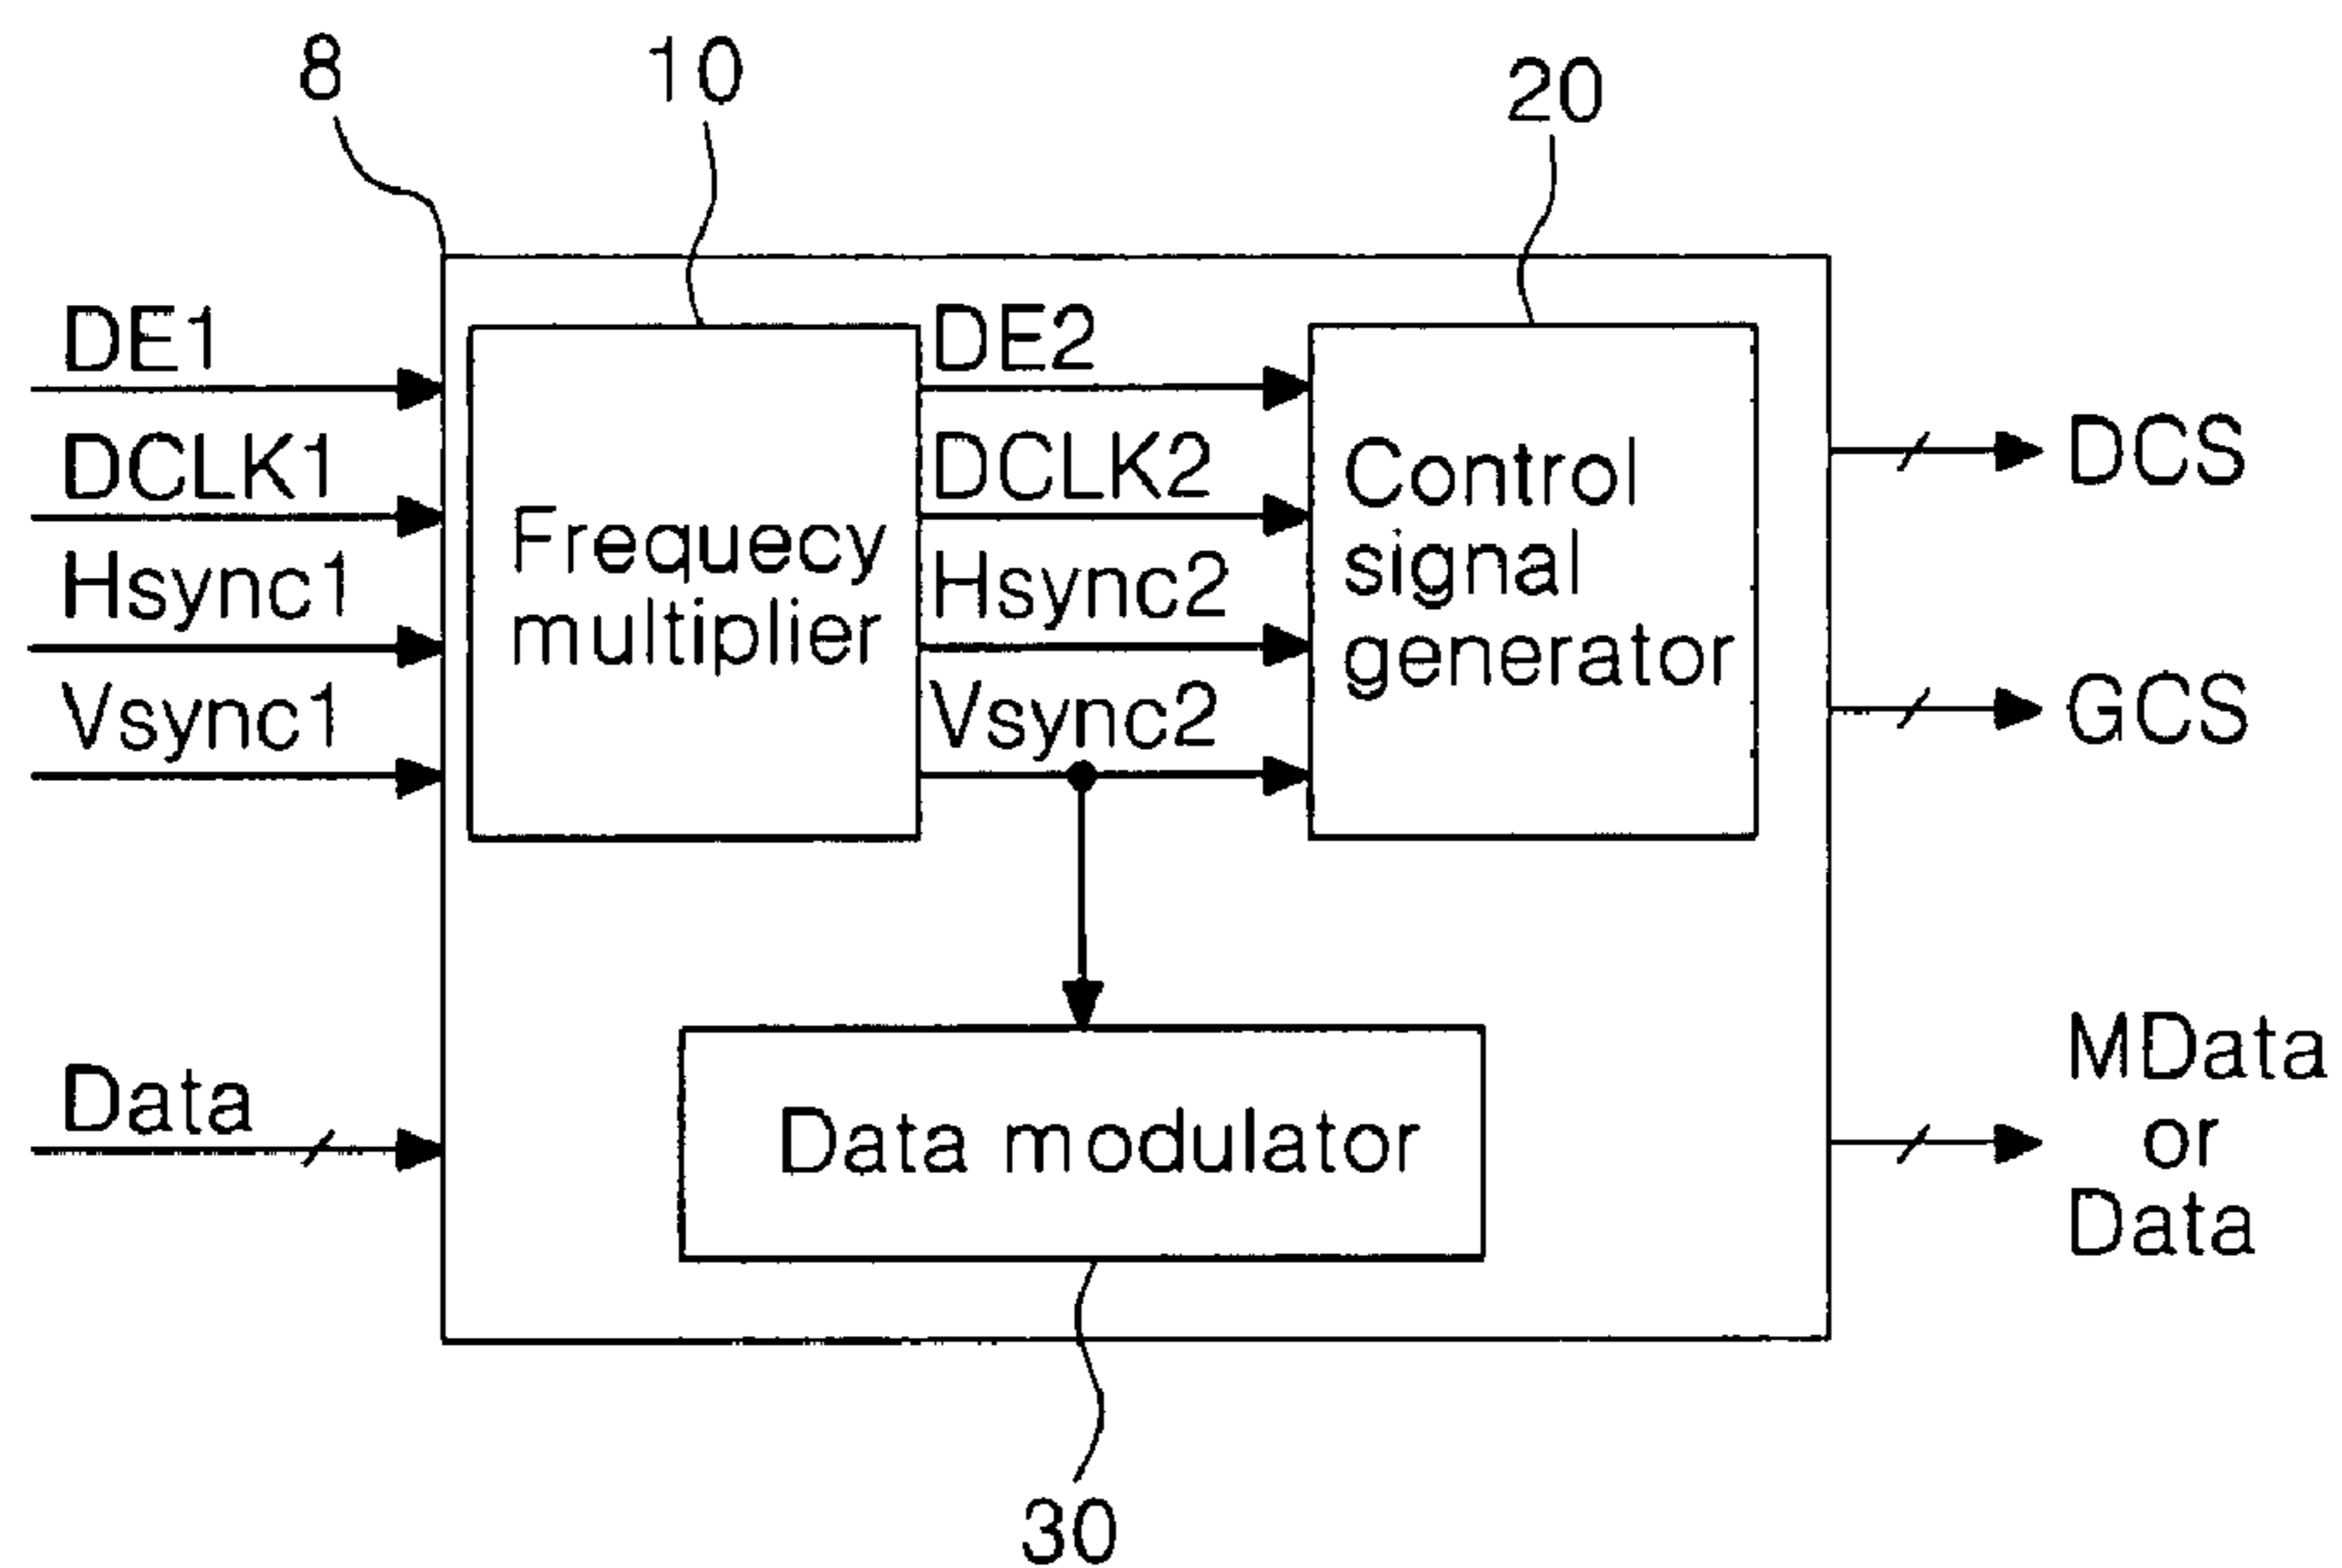 8
10
20
DE1
DCLK1
Hsync1
Vsync1
Frequecy
multiplier
DE2
DCLK2
Hsync2
Vsync2
Control
signal
generator
DCS
GCS
Data
Data modulator
MData
or
Data
30